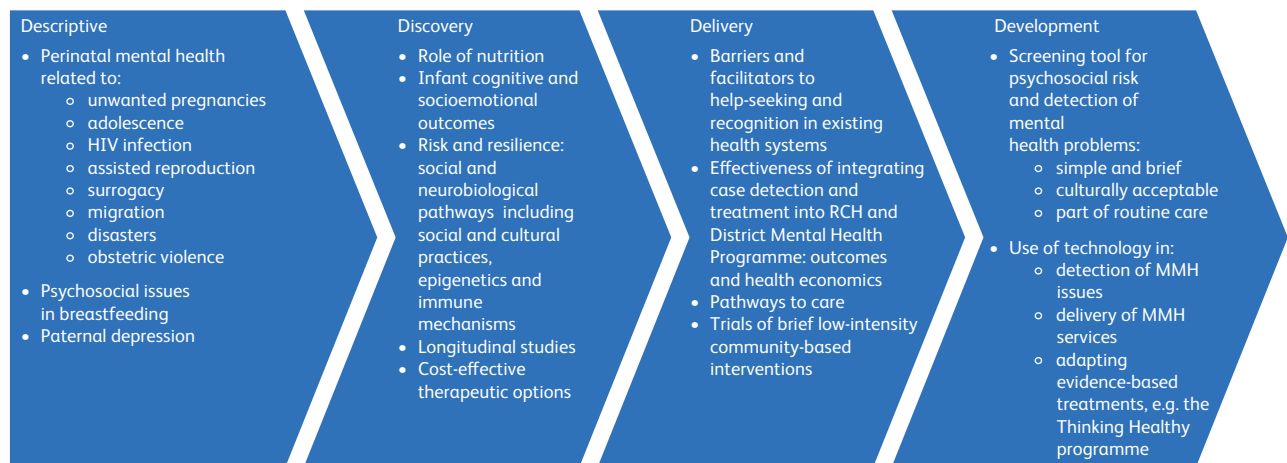 Descriptive
• Perinatal mental health
related to:
○ unwanted pregnancies
○ adolescence
○ HIV infection
○ assisted reproduction
○ surrogacy
○ migration
○ disasters
○ obstetric violence
• Psychosocial issues
in breastfeeding
• Paternal depression
Discovery
• Role of nutrition
• Infant cognitive and
socioemotional
outcomes
• Risk and resilience:
social and
neurobiological
pathways including
social and cultural
practices,
epigenetics and
immune
mechanisms
• Longitudinal studies
• Cost-effective
therapeutic options
Delivery
• Barriers and
facilitators to
help-seeking and
recognition in existing
health systems
• Effectiveness of integrating
case detection and
treatment into RCH and
District Mental Health
Programme: outcomes
and health economics
• Pathways to care
• Trials of brief low-intensity
community-based
interventions
Development
• Screening tool for
psychosocial risk
and detection of
mental
health problems:
○ simple and brief
○ culturally acceptable
○ part of routine care
• Use of technology in:
○ detection of MMH
issues
○ delivery of MMH
services
○ adapting
evidence-based
treatments, e.g. the
Thinking Healthy
programme